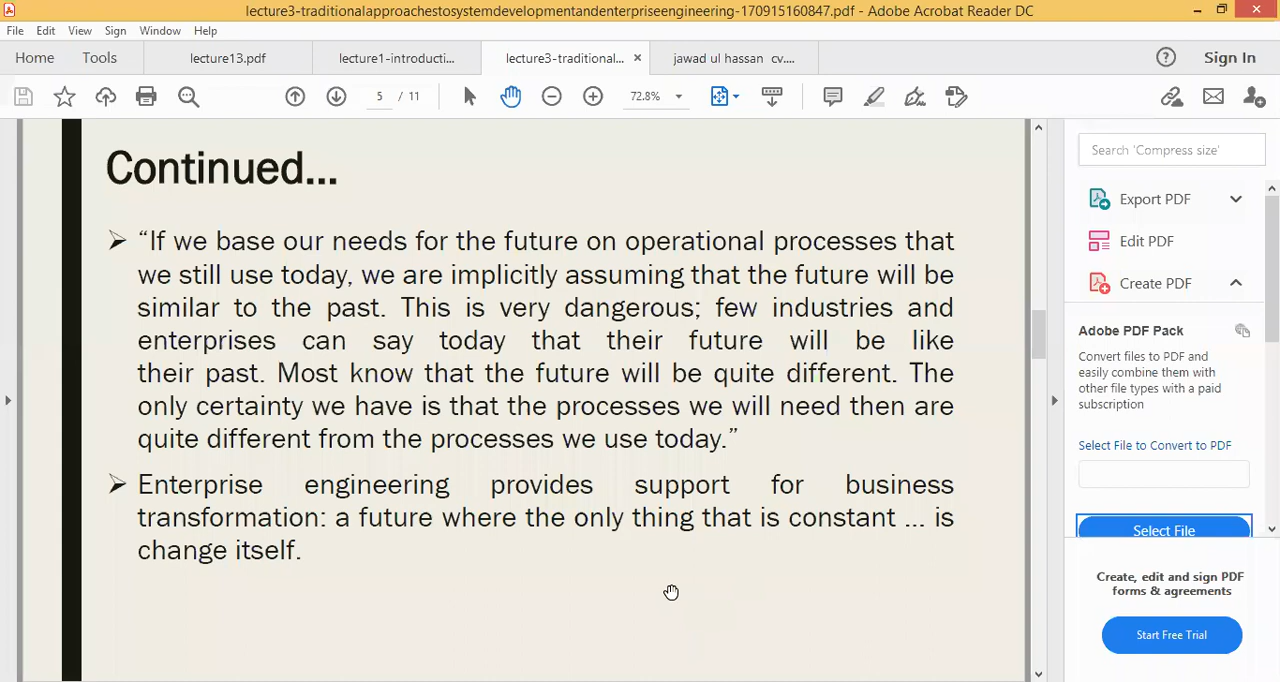 lecture3-traditionalapproachestosystemdevelopmentandenterpriseengineering-170915160847.pdf - Adobe Acrobat Reader DC
File Edit View Sign Window Help
Home Tools lecture13.pdf lecture1-introducti... lecture3-traditional... × jawad ul hassan cv.... Sign In
5 / 11 72.8%
Continued...
“If we base our needs for the future on operational processes that
we still use today, we are implicitly assuming that the future will be
similar to the past. This is very dangerous; few industries and
enterprises can say today that their future will be like
their past. Most know that the future will be quite different. The
only certainty we have is that the processes we will need then are
quite different from the processes we use today.”
Enterprise engineering provides support for business
transformation: a future where the only thing that is constant ... is
change itself.
Search 'Compress size'
Export PDF
Edit PDF
Create PDF
Adobe PDF Pack
Convert files to PDF and
easily combine them with
other file types with a paid
subscription
Select File to Convert to PDF
Select File
Create, edit and sign PDF
forms & agreements
Start Free Trial